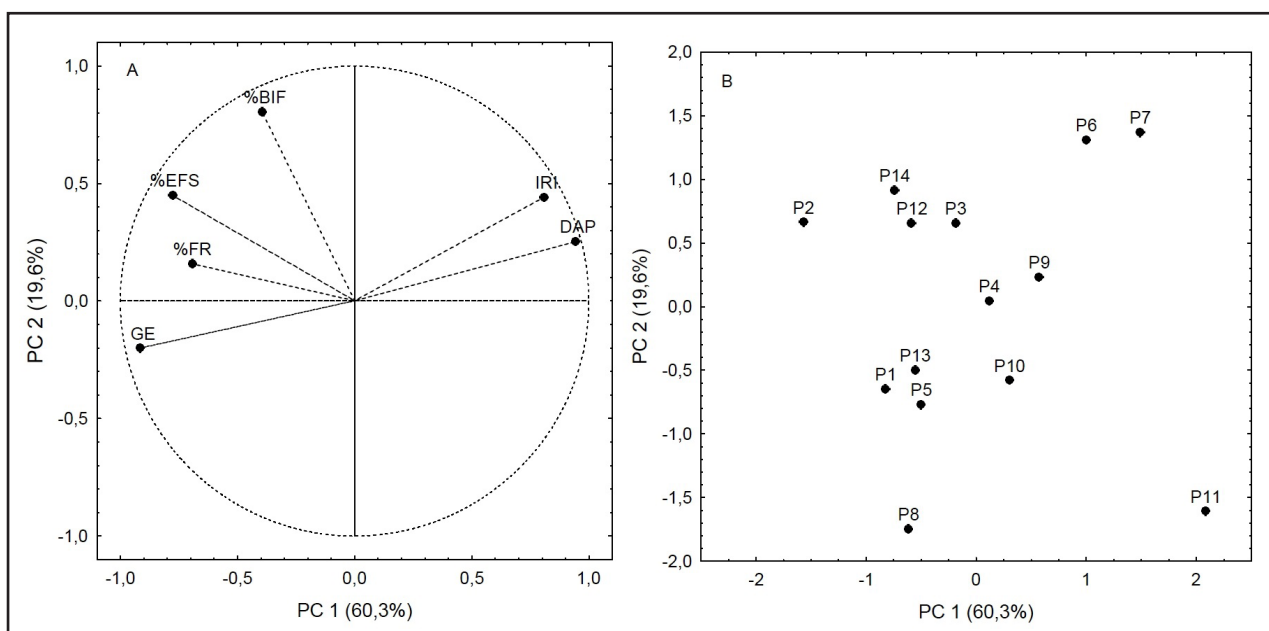 A
1,0
0,5
0,0
-0,5
-1,0
%BIF
%EFS
%FR
GE
IRI
DAP
-1,0
-0,5
0,0
0,5
1,0
PC 1 (60,3%)
PC 2 (19,6%)
B
2,0
1,5
1,0
0,5
0,0
-0,5
-1,0
-1,5
-2,0
P6
P7
P14
P2
P12
P3
P9
P4
P13
P1
P5
P10
P8
P11
-2
-1
0
1
2
PC 1 (60,3%)
PC 2 (19,6%)